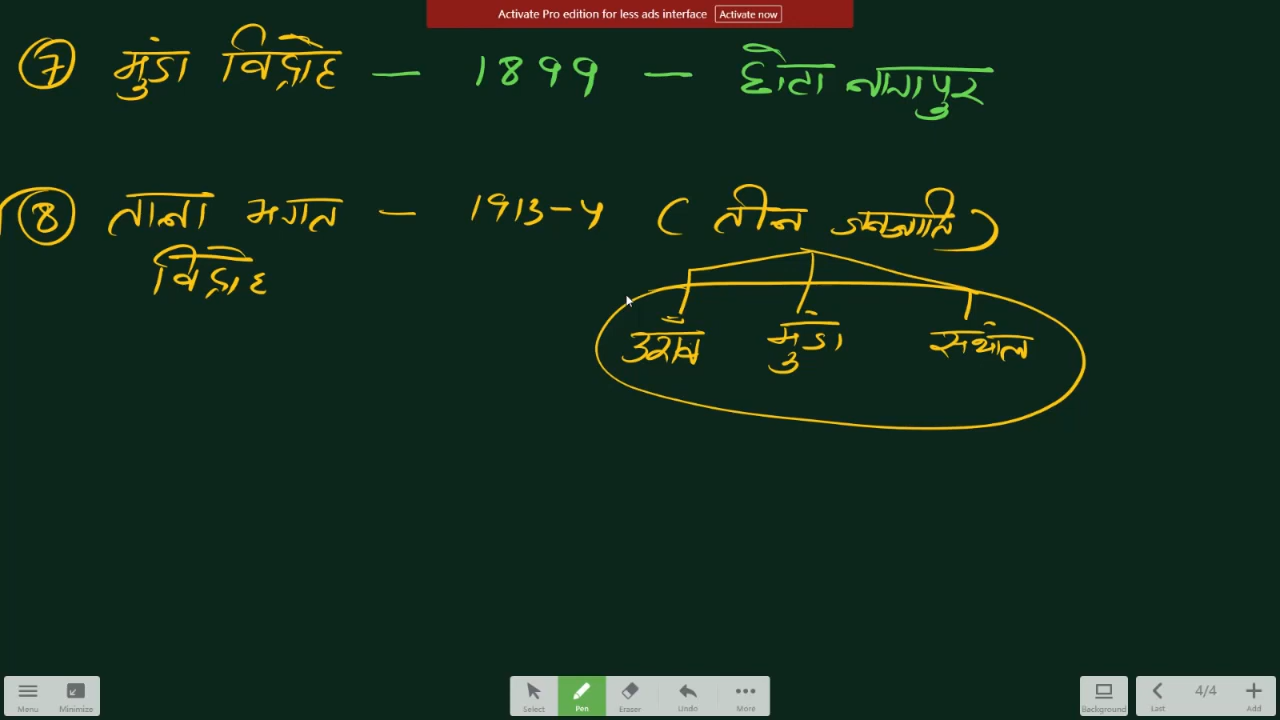 Activate Pro edition for less ads interface Activate now
7 मुंडा विद्रोह — 1899 — छोटा नागपुर
8 ताना भगत — 1913-4 (तीन जनजाति)
विद्रोह
उराँव मुंडा सथांल
Menu Minimize Select Pen Eraser Undo More Background Last 4/4 Add